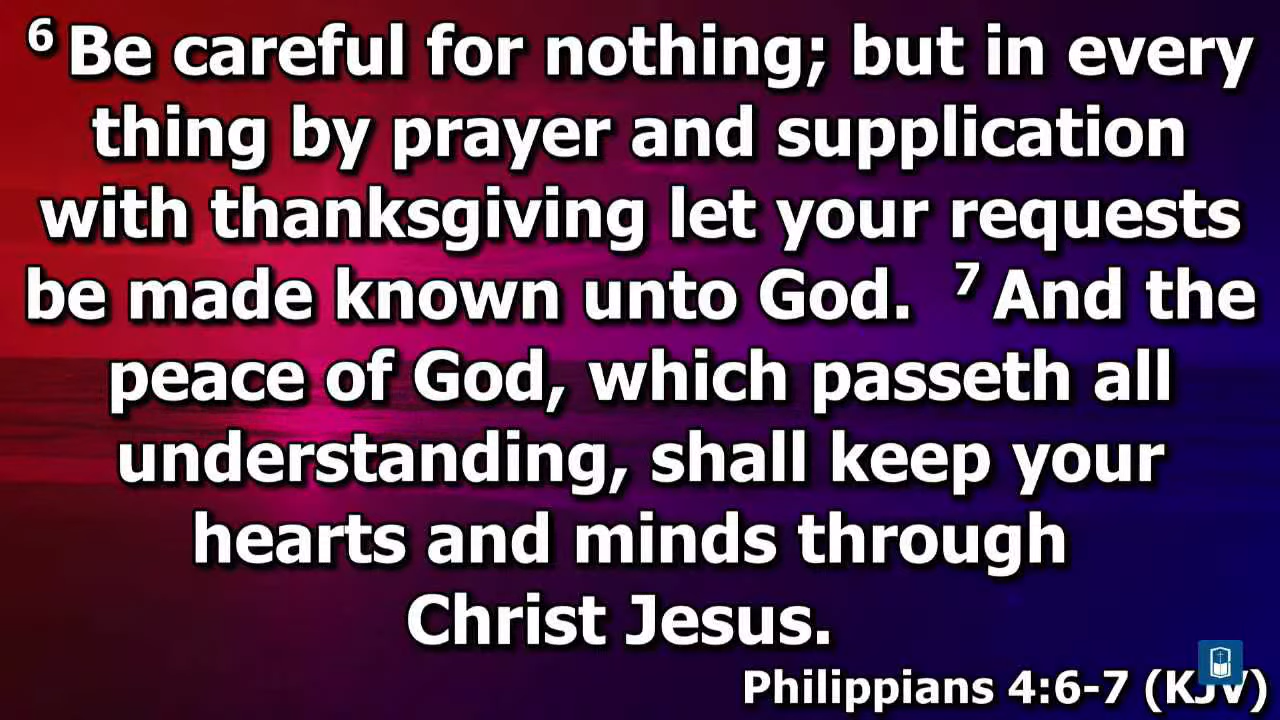 6 Be careful for nothing; but in every
thing by prayer and supplication
with thanksgiving let your requests
be made known unto God. 7 And the
peace of God, which passeth all
understanding, shall keep your
hearts and minds through
Christ Jesus.
Philippians 4:6-7 (KJV)